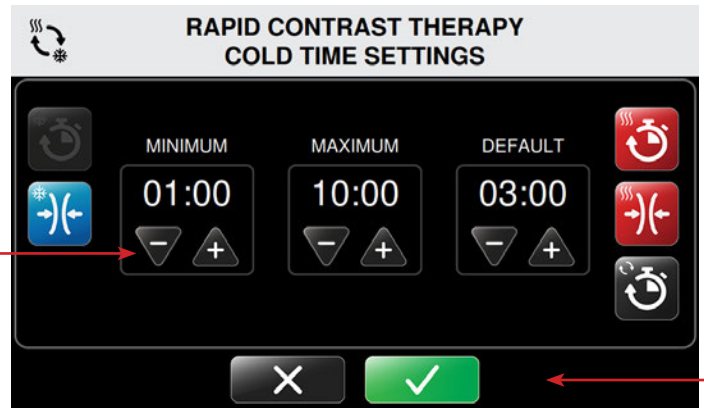 RAPID CONTRAST THERAPY
COLD TIME SETTINGS
MINIMUM MAXIMUM DEFAULT
01:00 10:00 03:00